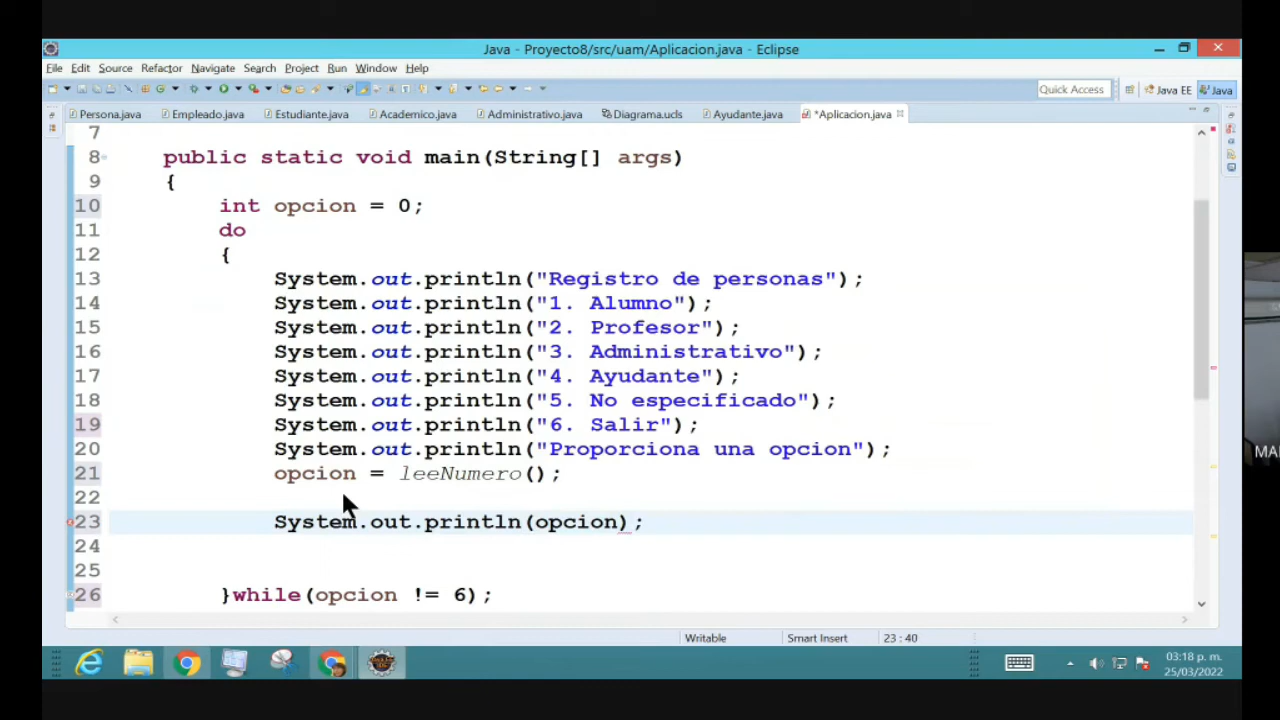 Java - Proyecto8/src/uam/Aplicacion.java - Eclipse
File Edit Source Refactor Navigate Search Project Run Window Help
Quick Access Java EE Java
Persona.java Empleado.java Estudiante.java Academico.java Administrativo.java Diagrama.ucls Ayudante.java *Aplicacion.java
7
8 public static void main(String[] args)
9 {
10 int opcion = 0;
11 do
12 {
13 System.out.println("Registro de personas");
14 System.out.println("1. Alumno");
15 System.out.println("2. Profesor");
16 System.out.println("3. Administrativo");
17 System.out.println("4. Ayudante");
18 System.out.println("5. No especificado");
19 System.out.println("6. Salir");
20 System.out.println("Proporciona una opcion");
21 opcion = leeNumero();
22
23 System.out.println(opcion);
24
25
26 }while(opcion != 6);
Writable Smart Insert 23 : 40
03:18 p. m.
25/03/2022